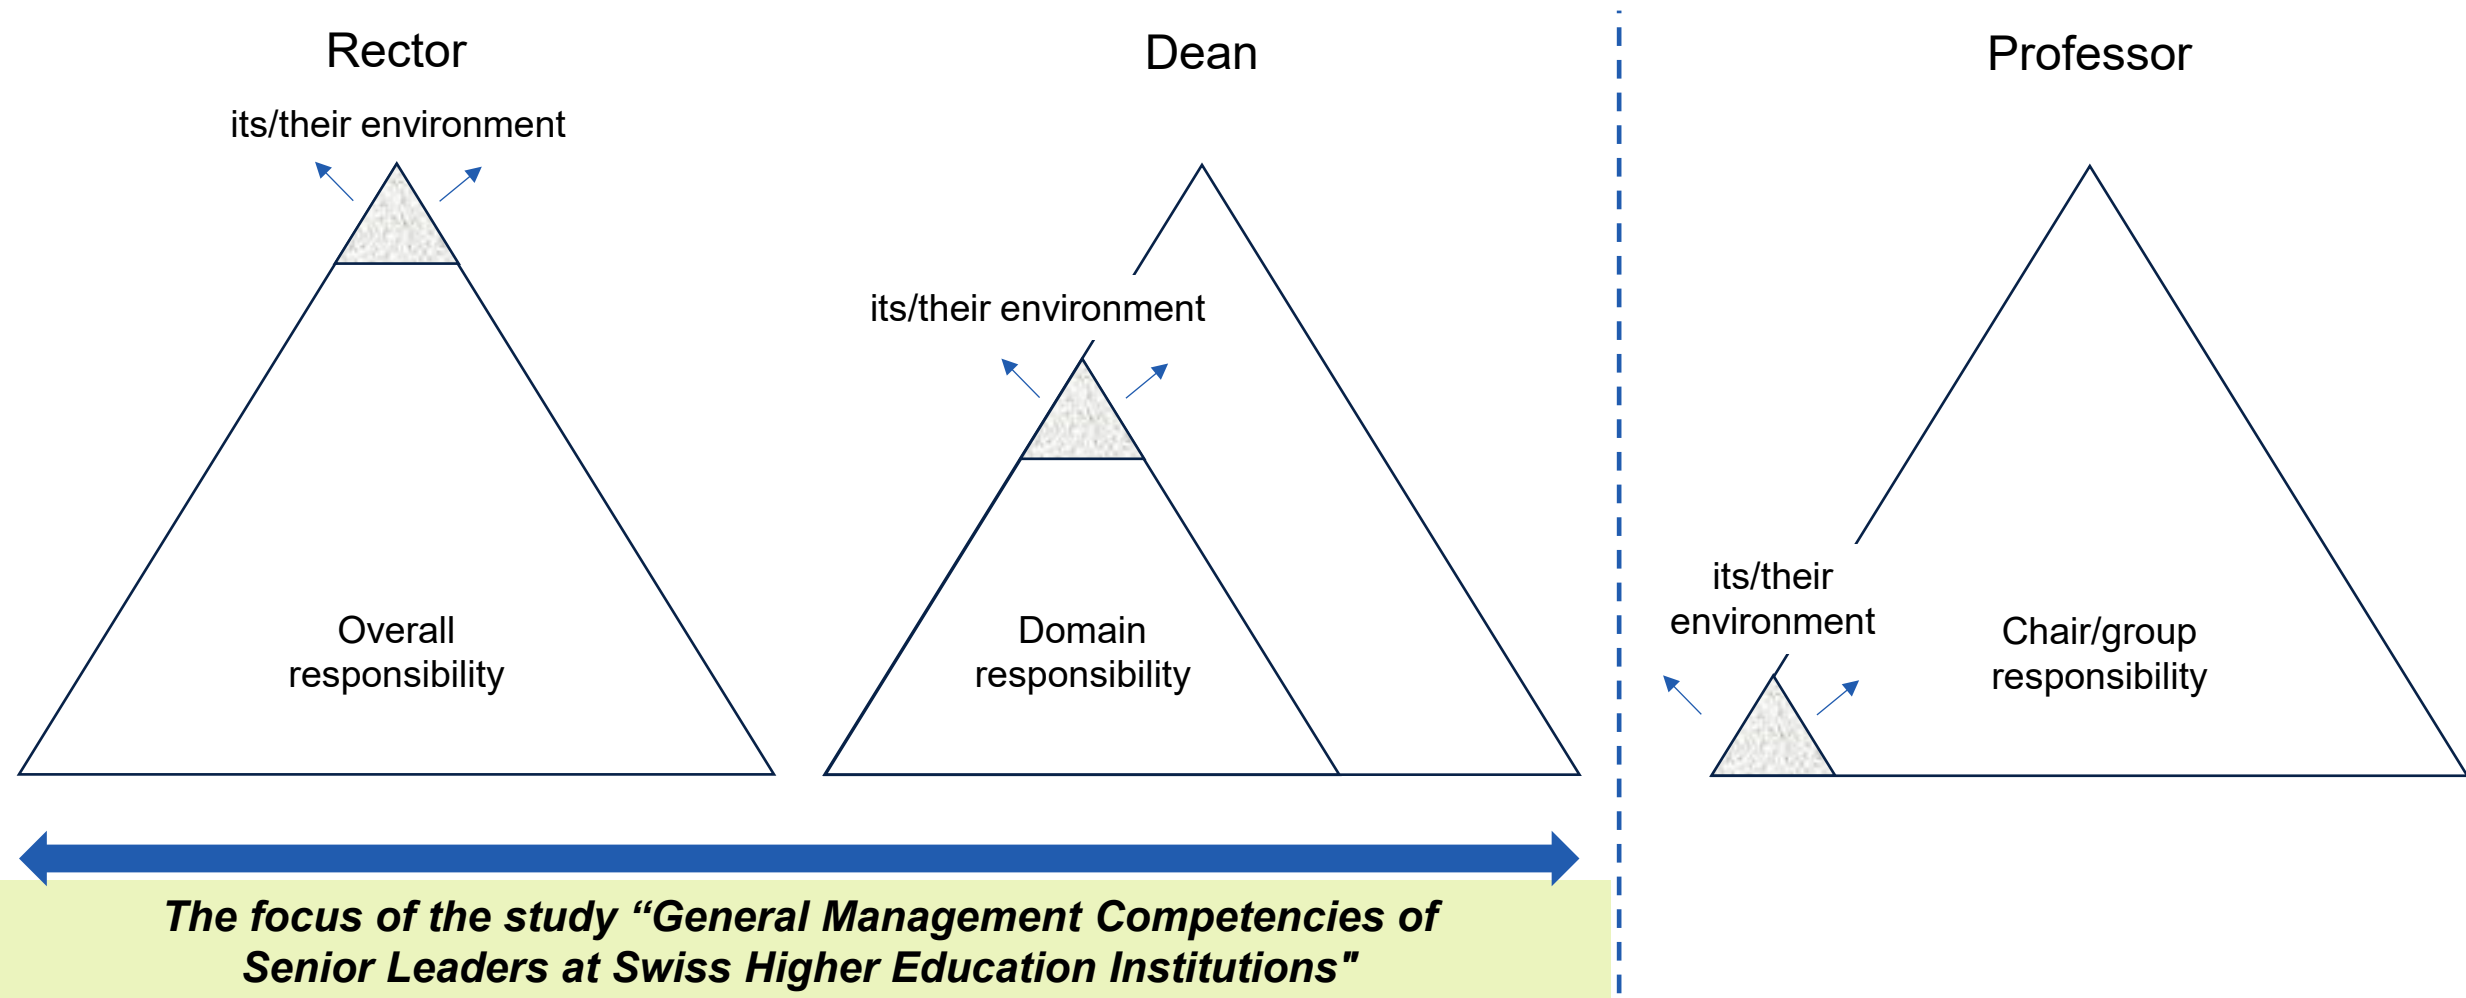 Rector
its/their environment
Overall
responsibility
Dean
its/their environment
Domain
responsibility
Professor
its/their
environment
Chair/group
responsibility
The focus of the study “General Management Competencies of
Senior Leaders at Swiss Higher Education Institutions"